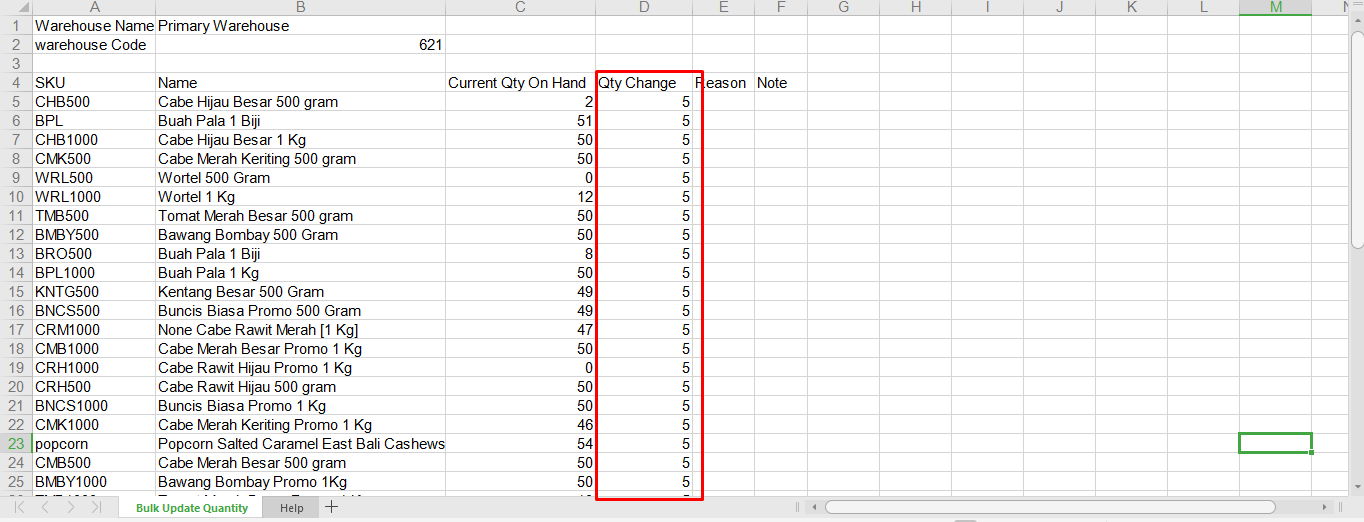 A B C D E F G H I J K L M N
1 Warehouse Name Primary Warehouse
2 warehouse Code 621
3
4 SKU Name Current Qty On Hand Qty Change Reason Note
5 CHB500 Cabe Hijau Besar 500 gram 2 5
6 BPL Buah Pala 1 Biji 51 5
7 CHB1000 Cabe Hijau Besar 1 Kg 50 5
8 CMK500 Cabe Merah Keriting 500 gram 50 5
9 WRL500 Wortel 500 Gram 0 5
10 WRL1000 Wortel 1 Kg 12 5
11 TMB500 Tomat Merah Besar 500 gram 50 5
12 BMBY500 Bawang Bombay 500 Gram 50 5
13 BRO500 Buah Pala 1 Biji 8 5
14 BPL1000 Buah Pala 1 Kg 50 5
15 KNTG500 Kentang Besar 500 Gram 49 5
16 BNCS500 Buncis Biasa Promo 500 Gram 49 5
17 CRM1000 None Cabe Rawit Merah [1 Kg] 47 5
18 CMB1000 Cabe Merah Besar Promo 1 Kg 50 5
19 CRH1000 Cabe Rawit Hijau Promo 1 Kg 0 5
20 CRH500 Cabe Rawit Hijau 500 gram 50 5
21 BNCS1000 Buncis Biasa Promo 1 Kg 50 5
22 CMK1000 Cabe Merah Keriting Promo 1 Kg 46 5
23 popcorn Popcorn Salted Caramel East Bali Cashews 54 5
24 CMB500 Cabe Merah Besar 500 gram 50 5
25 BMBY1000 Bawang Bombay Promo 1Kg 50 5
Bulk Update Quantity Help